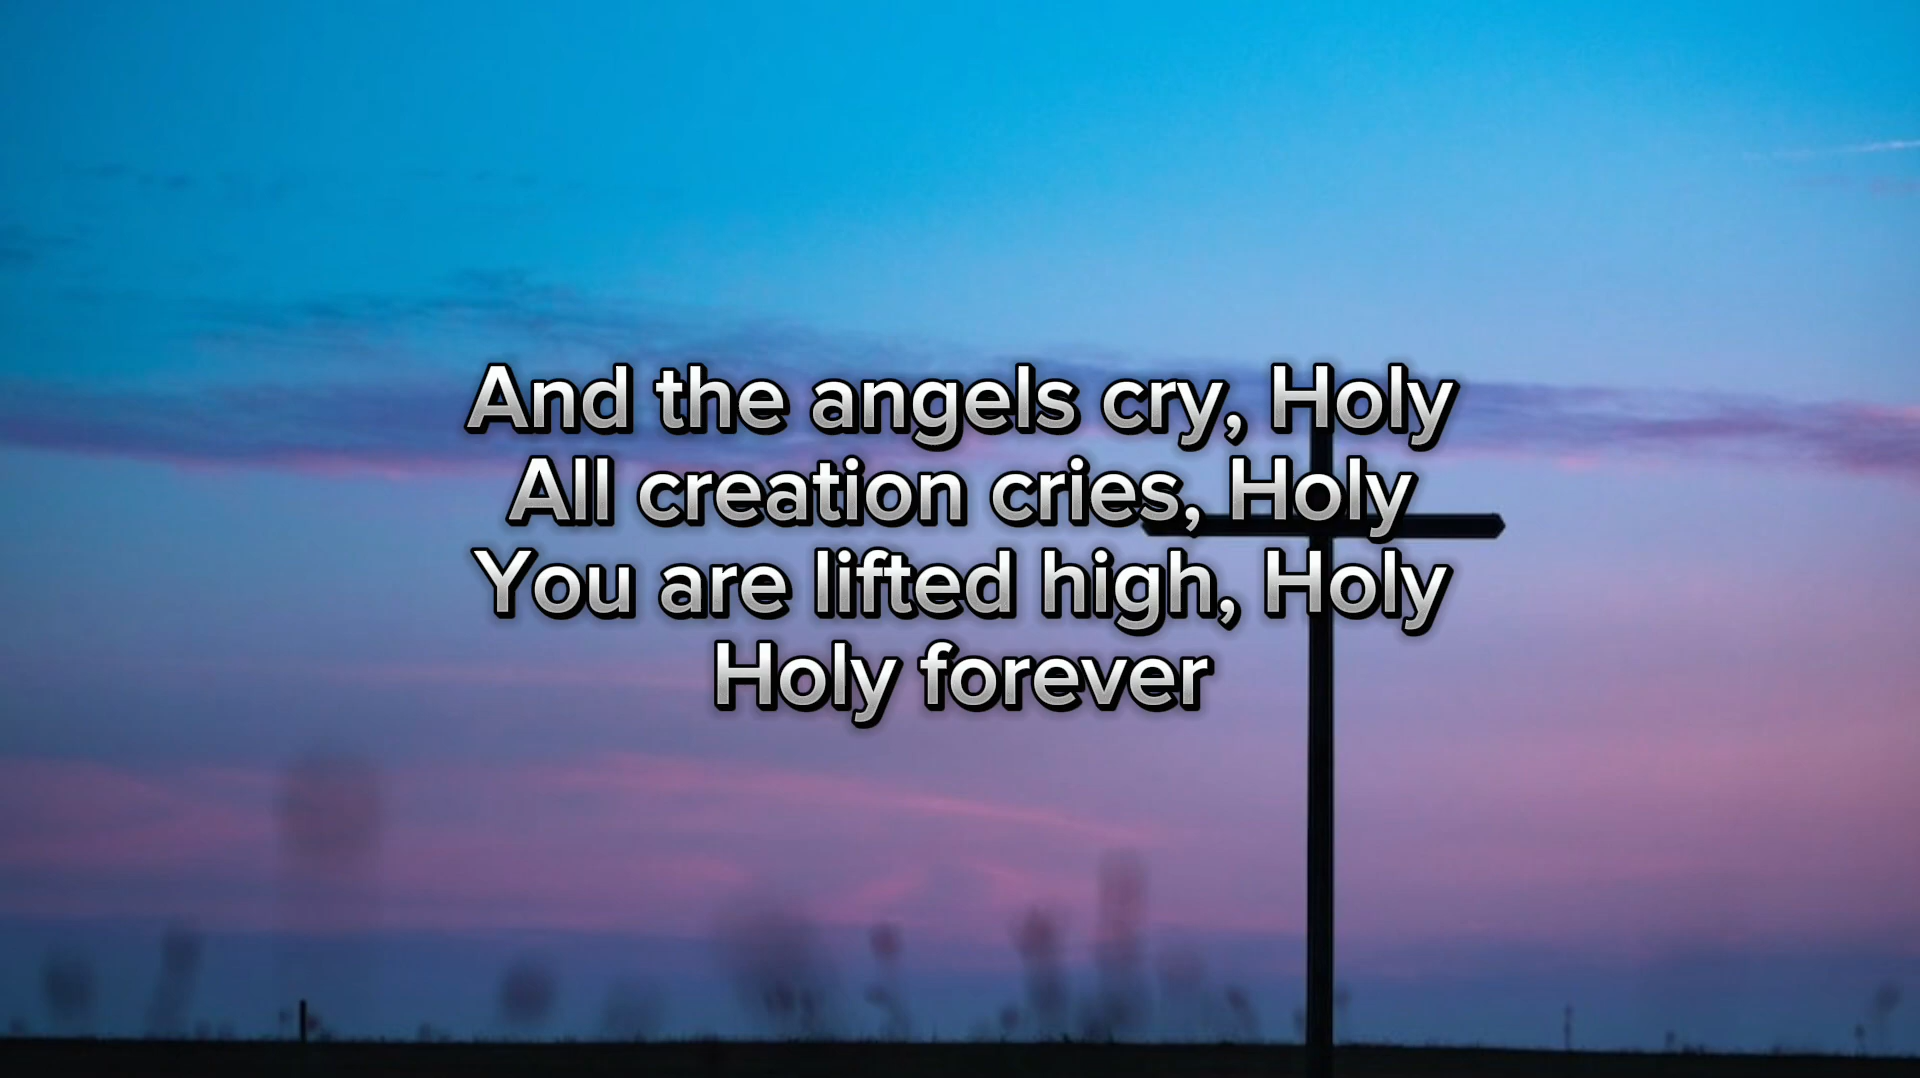 And the angels cry, Holy
All creation cries, Holy
You are lifted high, Holy
Holy forever